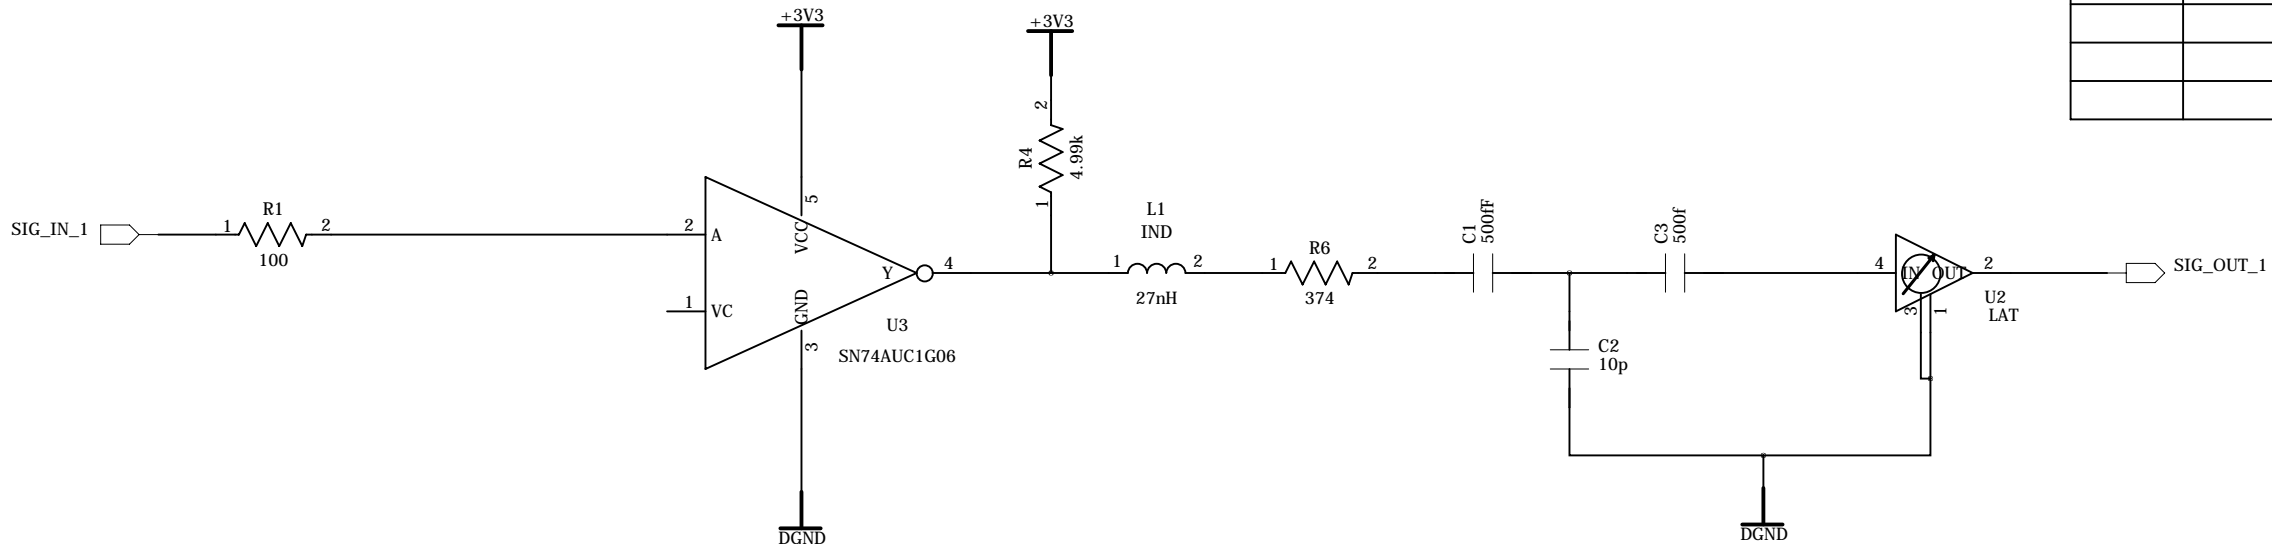 +3V3
+3V3
2
R4
4.99k
1
SIG_IN_1
1
R1
2
100
2
A
VCC
5
Y
4
1
VC
GND
3
U3
SN74AUC1G06
DGND
L1
IND
1
2
27nH
R6
1
2
374
C1
500fF
C3
500f
C2
10p
4
IN
OUT
2
3
1
U2
LAT
SIG_OUT_1
DGND